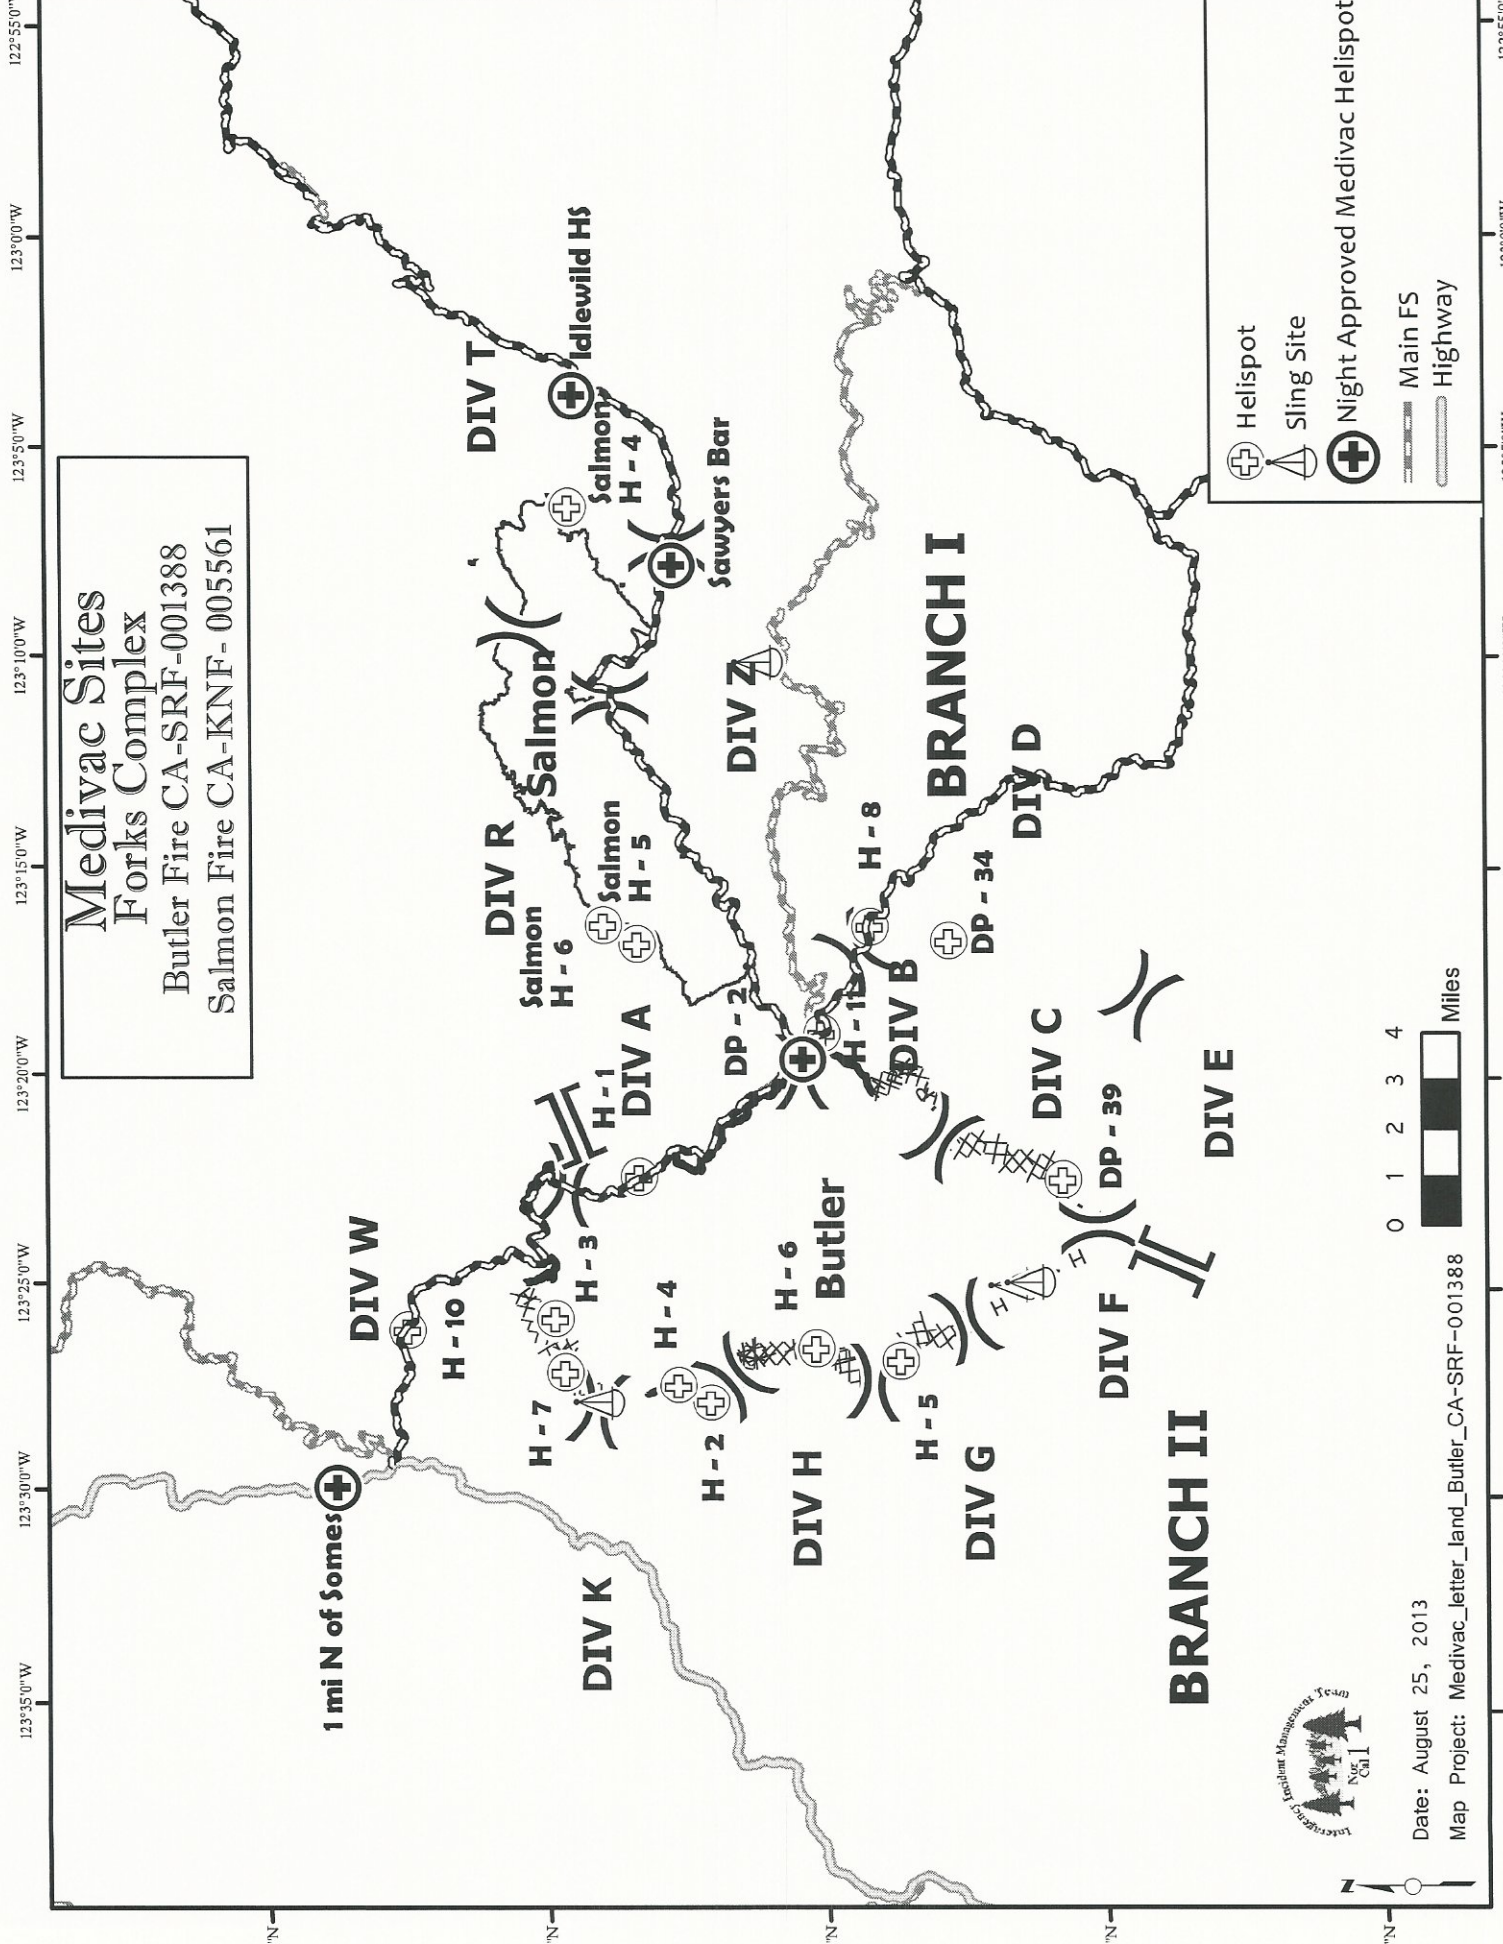 Medivac Sites
Forks Complex
Butler Fire CA-SRF-001388
Salmon Fire CA-KNF- 005561
123°35'0"W
123°30'0"W
123°25'0"W
123°20'0"W
123°15'0"W
123°10'0"W
123°5'0"W
123°0'0"W
122°55'0"W
1 mi N of Somes
DIV W
H - 10
DIV T
Idlewild HS
Salmon
H - 4
Sawyers Bar
DIV R
Salmon
Salmon
H - 6
Salmon
H - 5
H - 1
DIV A
H - 3
H - 7
DIV K
H - 4
H - 2
DP - 2
DIV Z
H - 6
Butler
DIV H
H - 11
DIV B
H - 8
BRANCH I
H - 5
DIV G
DP - 34
DIV D
DIV C
H
H
DP - 39
DIV F
DIV E
BRANCH II
Helispot
Sling Site
Night Approved Medivac Helispot
Main FS
Highway
0 1 2 3 4
Miles
Interagency Incident Management Team
Nor
Cal 1
Date: August 25, 2013
Map Project: Medivac_letter_land_Butler_CA-SRF-001388
N
"N
"N
"N
"N
"N